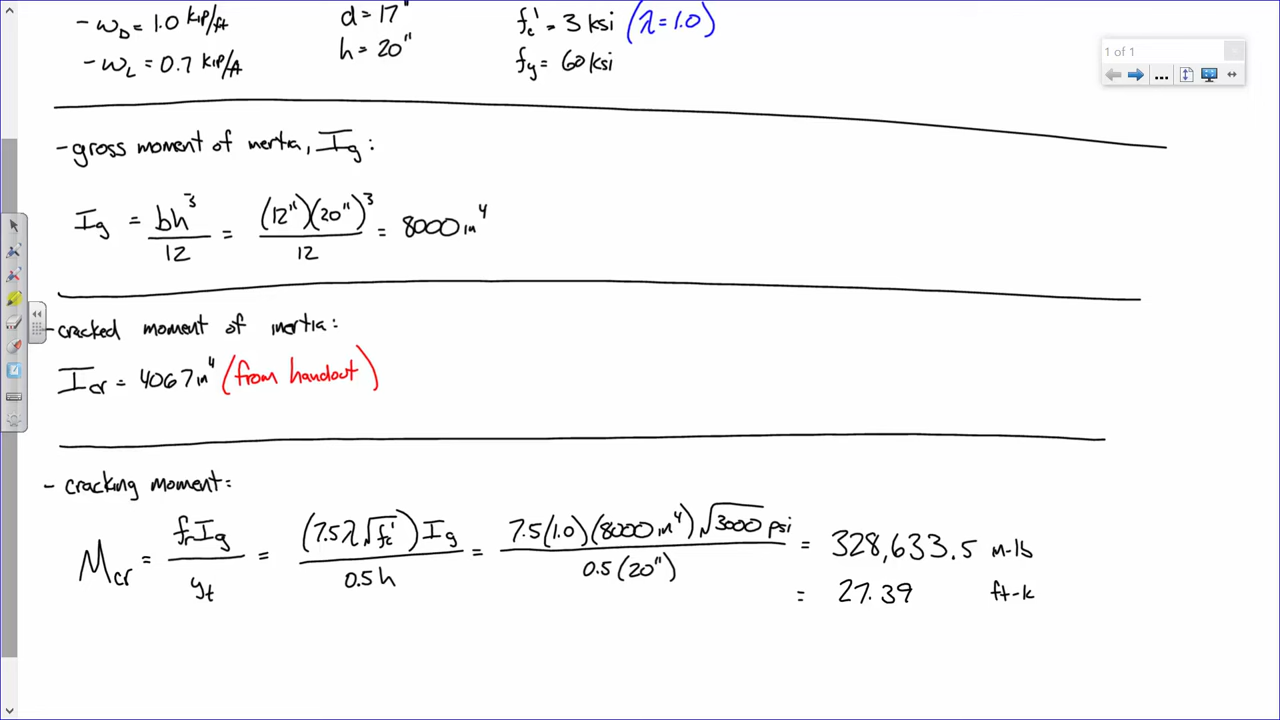 - w_D = 1.0 kip/ft d = 17" f'c = 3 ksi (λ = 1.0)
- w_L = 0.7 kip/ft h = 20" fy = 60 ksi
1 of 1
- gross moment of inertia, Ig :
Ig = bh³/12 = (12")(20")³/12 = 8000 in⁴
- cracked moment of inertia:
Icr = 4067 in⁴ (from handout)
- cracking moment:
Mcr = fr Ig / yt = (7.5λ√f'c) Ig / 0.5h = 7.5(1.0)(8000 in⁴)√3000 psi / 0.5(20") = 328,633.5 in-lb
= 27.39 ft-k